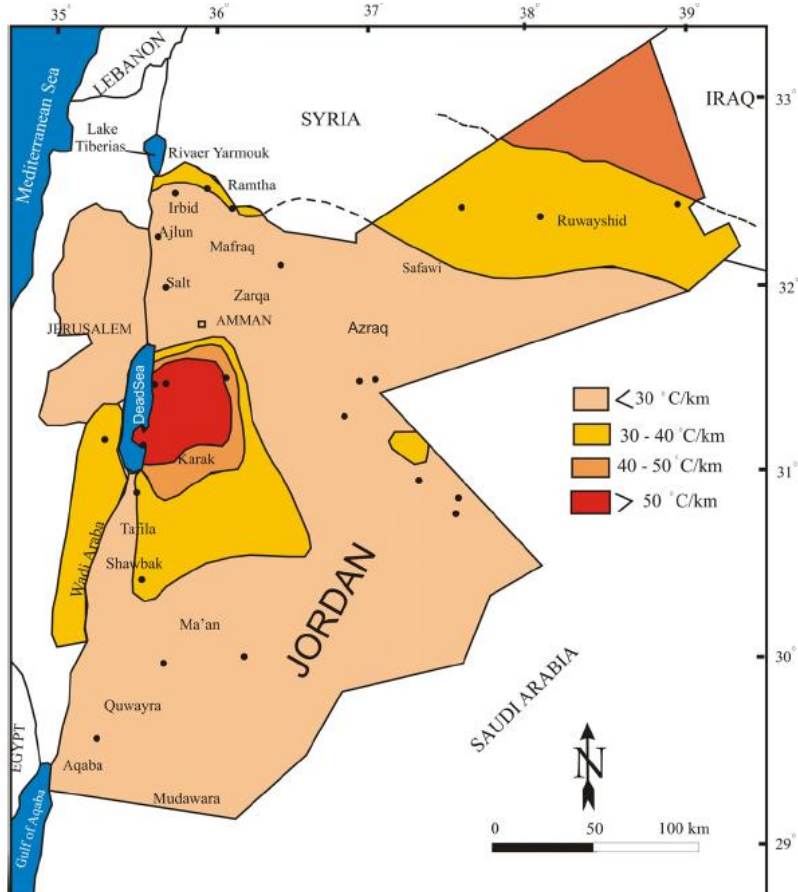 35°
36°
37°
38°
39°
LEBANON
Mediterranean Sea
SYRIA
IRAQ
33°
Lake
Tiberias
Rivaer Yarmouk
Ramtha
Irbid
Ajlun
Mafraq
Ruwayshid
Safawi
32°
Salt
Zarqa
JERUSALEM
AMMAN
Azraq
DeadSea
< 30 °C/km
30 - 40°C/km
40 - 50°C/km
> 50 °C/km
Karak
31°
Tafila
Wadi Araba
Shawbak
JORDAN
Ma'an
30°
SAUDI ARABIA
Quwayra
EGYPT
Aqaba
Mudawara
N
Gulf of Aqaba
0 50 100 km
29°